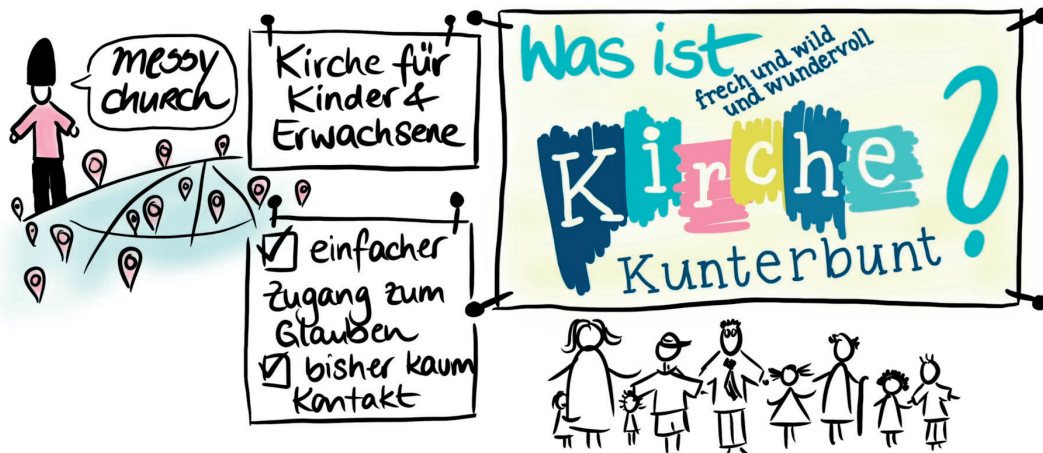 messy
church
Kirche für
Kinder &
Erwachsene
einfacher
Zugang zum
Glauben
bisher kaum
Kontakt
Was ist
frech und wild
und wundervoll
Kirche
Kunterbunt
?